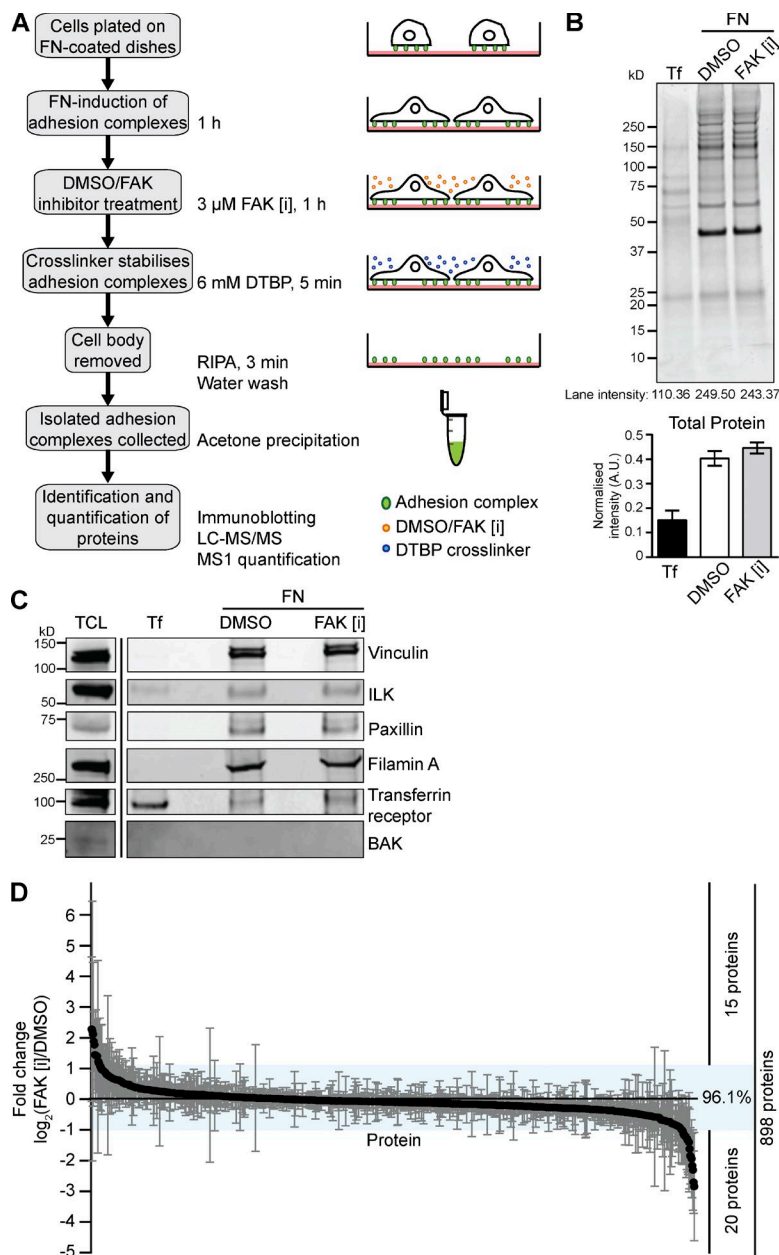 A
Cells plated on
FN-coated dishes
FN-induction of
adhesion complexes
1 h
DMSO/FAK
inhibitor treatment
3 µM FAK [i], 1 h
Crosslinker stabilises
adhesion complexes
6 mM DTBP, 5 min
Cell body
removed
RIPA, 3 min
Water wash
Isolated adhesion
complexes collected
Acetone precipitation
Identification and
quantification of
proteins
Immunoblotting
LC-MS/MS
MS1 quantification
Adhesion complex
DMSO/FAK [i]
DTBP crosslinker
B
FN
kD
Tf
DMSO
FAK [i]
250
150
100
75
50
37
25
20
15
10
Lane intensity: 110.36 249.50 243.37
Total Protein
Normalised
intensity (A.U.)
0.5
0.4
0.3
0.2
0.1
0
Tf
DMSO
FAK [i]
C
FN
kD
TCL
Tf
DMSO
FAK [i]
150
100
Vinculin
50
ILK
75
Paxillin
250
Filamin A
100
Transferrin
receptor
25
BAK
D
Fold change
log2(FAK [i]/DMSO)
6
5
4
3
2
1
0
-1
-2
-3
-4
-5
Protein
15 proteins
96.1%
20 proteins
898 proteins